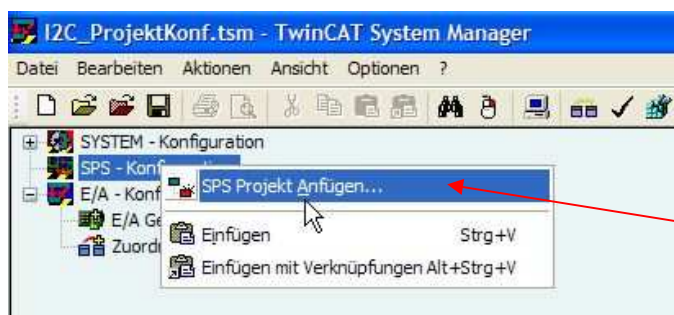 I2C_ProjektKonf.tsm - TwinCAT System Manager
Datei Bearbeiten Aktionen Ansicht Optionen ?
SYSTEM - Konfiguration
SPS - Konf
SPS Projekt Anfügen...
E/A - Konf
E/A Ge
Einfügen Strg+V
Zuord
Einfügen mit Verknüpfungen Alt+Strg+V